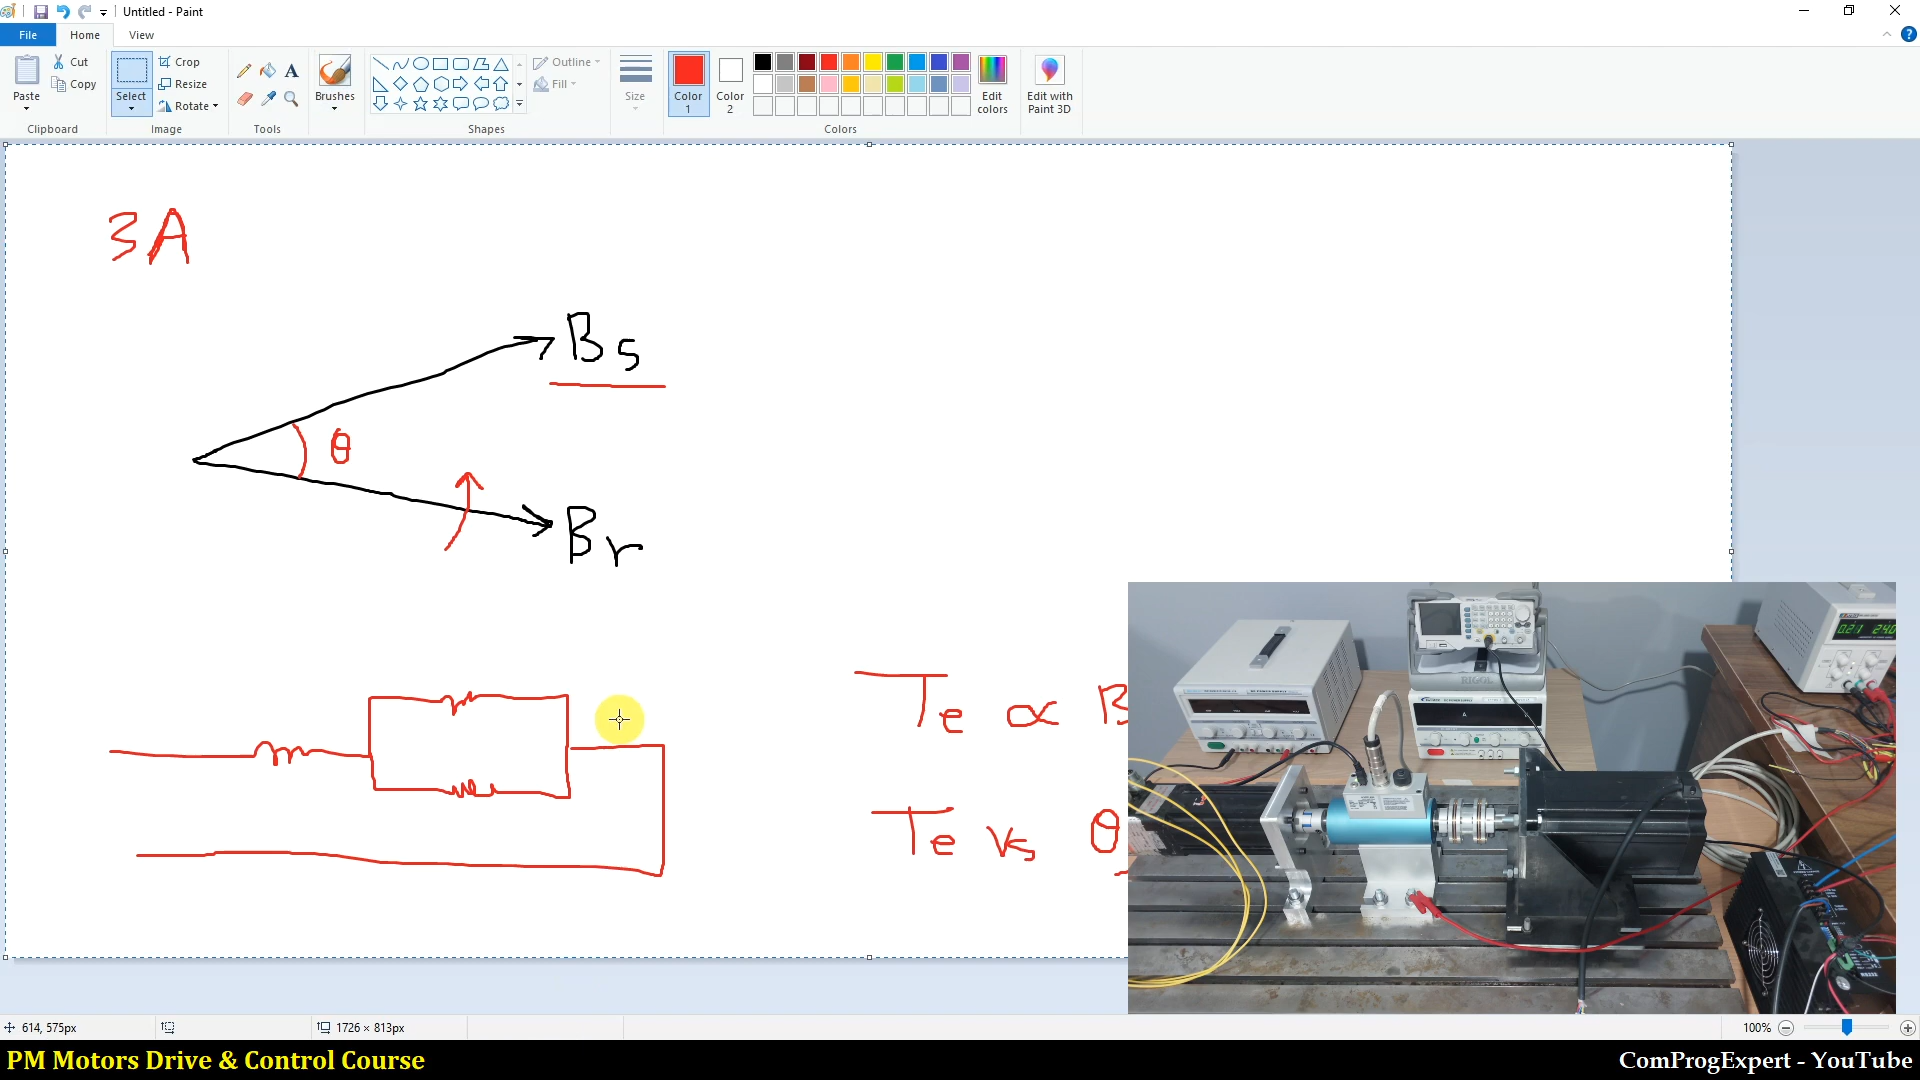 Untitled - Paint
File Home View
Paste
Cut
Copy
Clipboard
Select
Crop
Resize
Rotate
Image
Tools
Brushes
Shapes
Outline
Fill
Size
Color 1
Color 2
Colors
Edit colors
Edit with Paint 3D
3A
Bs
θ
Br
Te ∝ B
Te vs θ
RIGOL
614, 575px
1726 × 813px
100%
PM Motors Drive & Control Course
ComProgExpert - YouTube